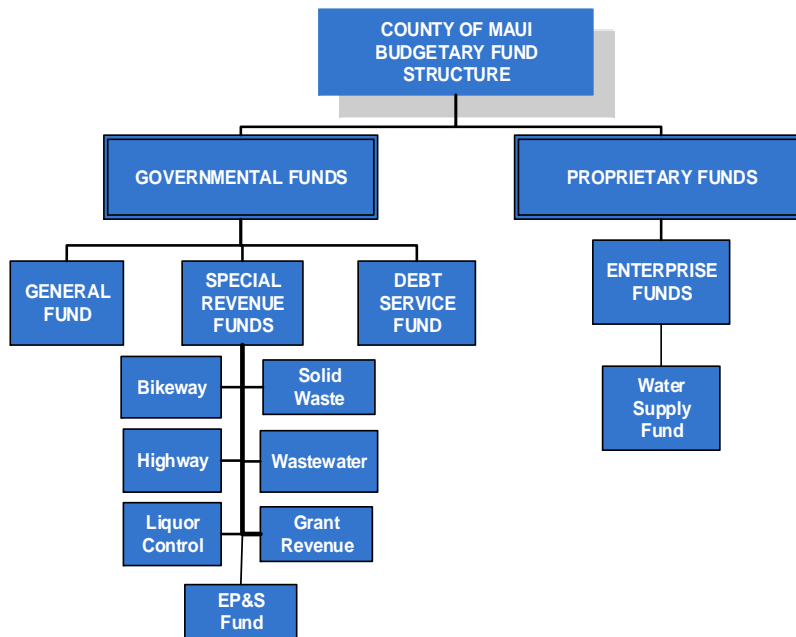 COUNTY OF MAUI
BUDGETARY FUND
STRUCTURE
GOVERNMENTAL FUNDS
PROPRIETARY FUNDS
GENERAL
FUND
SPECIAL
REVENUE
FUNDS
DEBT
SERVICE
FUND
ENTERPRISE
FUNDS
Bikeway
Solid
Waste
Water
Supply
Fund
Highway
Wastewater
Liquor
Control
Grant
Revenue
EP&S
Fund